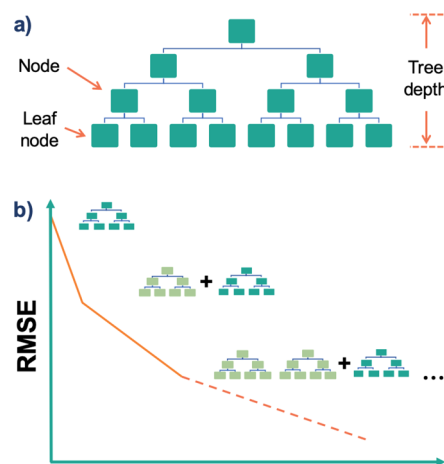 a)
Node
Leaf
node
Tree
depth
b)
+
+
...
RMSE